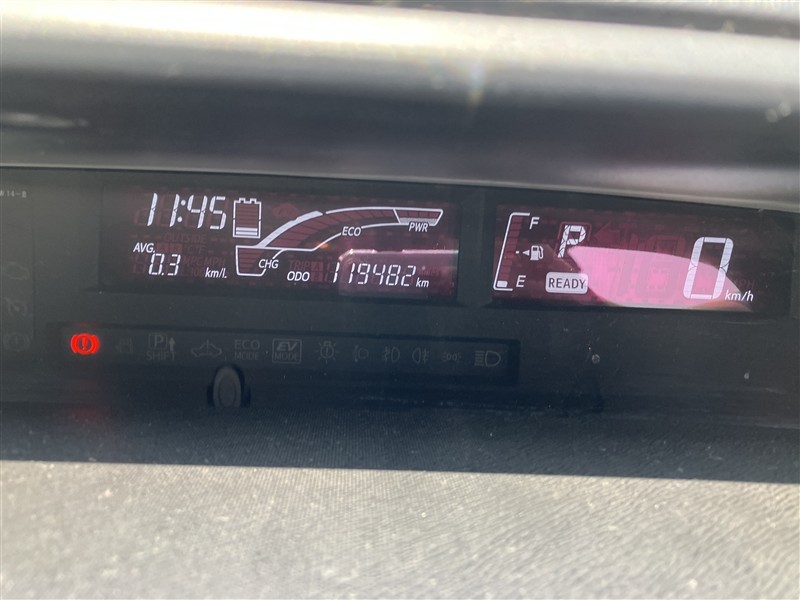 11:45
AVG.
0.3 km/L
ECO
PWR
CHG
ODO 119482 km
F
E
P
READY
0 km/h
P
SHIFT
ECO
MODE
EV
MODE